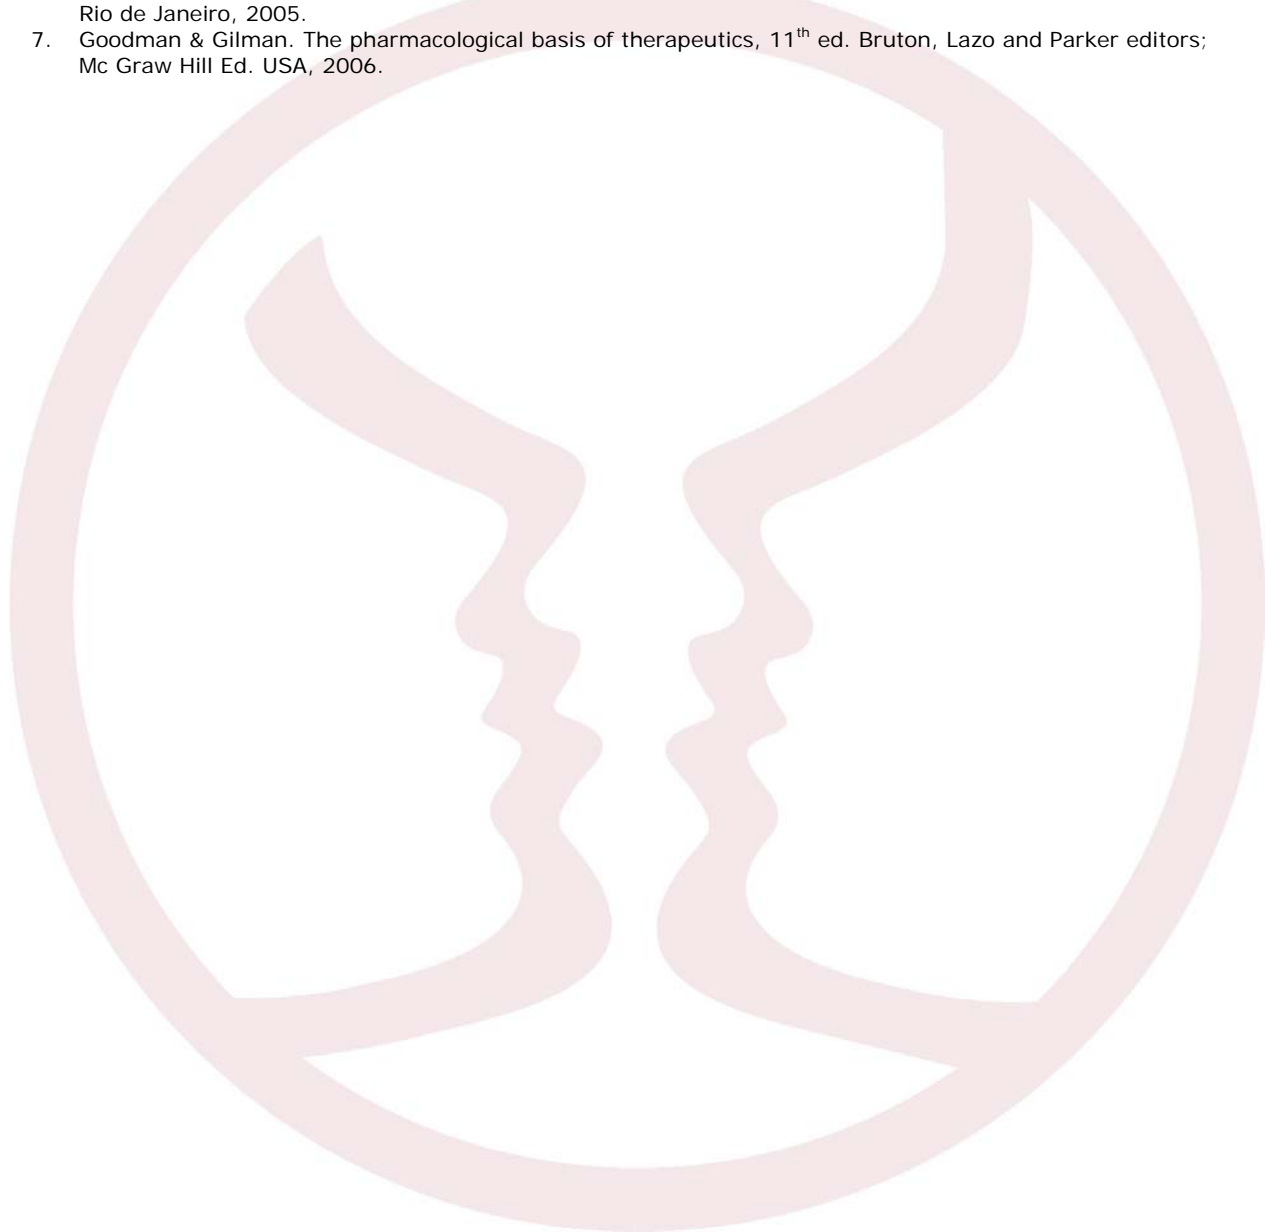 Rio de Janeiro, 2005.
7. Goodman & Gilman. The pharmacological basis of therapeutics, 11th ed. Bruton, Lazo and Parker editors;
Mc Graw Hill Ed. USA, 2006.